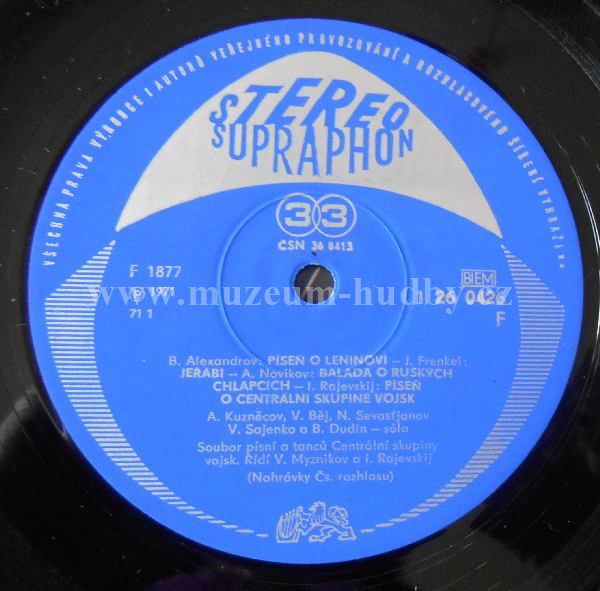 VŠECHNA PRÁVA VÝROBCE I AUTORŮ VEŘEJNÉHO PROVOZOVÁNÍ A ROZHLASOVÉHO ŠÍŘENÍ VYHRAZENA
STEREO
SUPRAPHON
33
ČSN 36 8413
F 1877
℗ 1971
71 1
BIEM
26 0426
F
www.muzeum-hudby.cz
B. Alexandrov: PÍSEŇ O LENINOVI – J. Frenkel:
JEŘÁBI – A. Novikov: BALADA O RUSKÝCH
CHLAPCÍCH – I. Rajevskij: PÍSEŇ
O CENTRÁLNÍ SKUPINĚ VOJSK
A. Kuzněcov, V. Běj, N. Sevasťjanov
V. Sajenko a B. Dudin – sóla
Soubor písní a tanců Centrální skupiny
vojsk. Řídí V. Myznikov a I. Rajevskij
(Nahrávky Čs. rozhlasu)